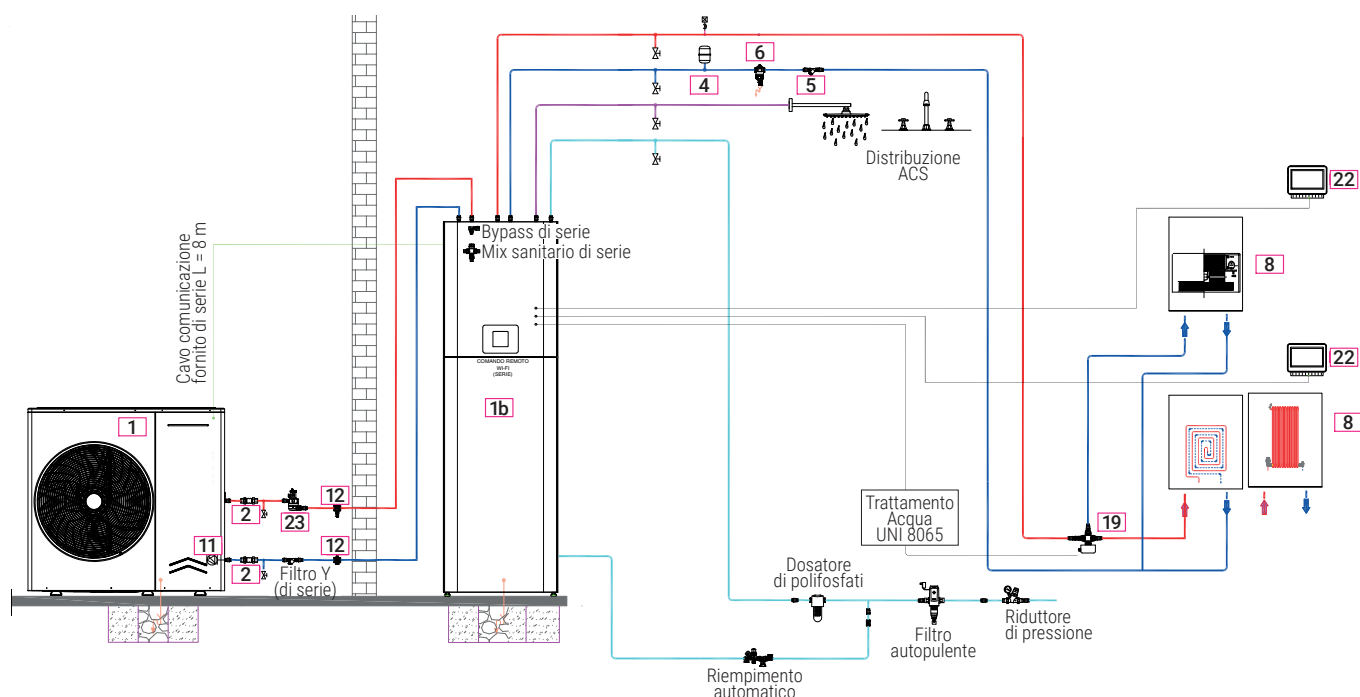 6
4
5
Distribuzione
ACS
22
Bypass di serie
Mix sanitario di serie
8
Cavo comunicazione
fornito di serie L = 8 m
COMANDO REMOTO
WI-FI
(SERIE)
22
1b
1
8
12
2
23
Trattamento
Acqua
UNI 8065
19
11
12
2
Filtro Y
(di serie)
Dosatore
di polifosfati
Filtro
autopulente
Riduttore
di pressione
Riempimento
automatico